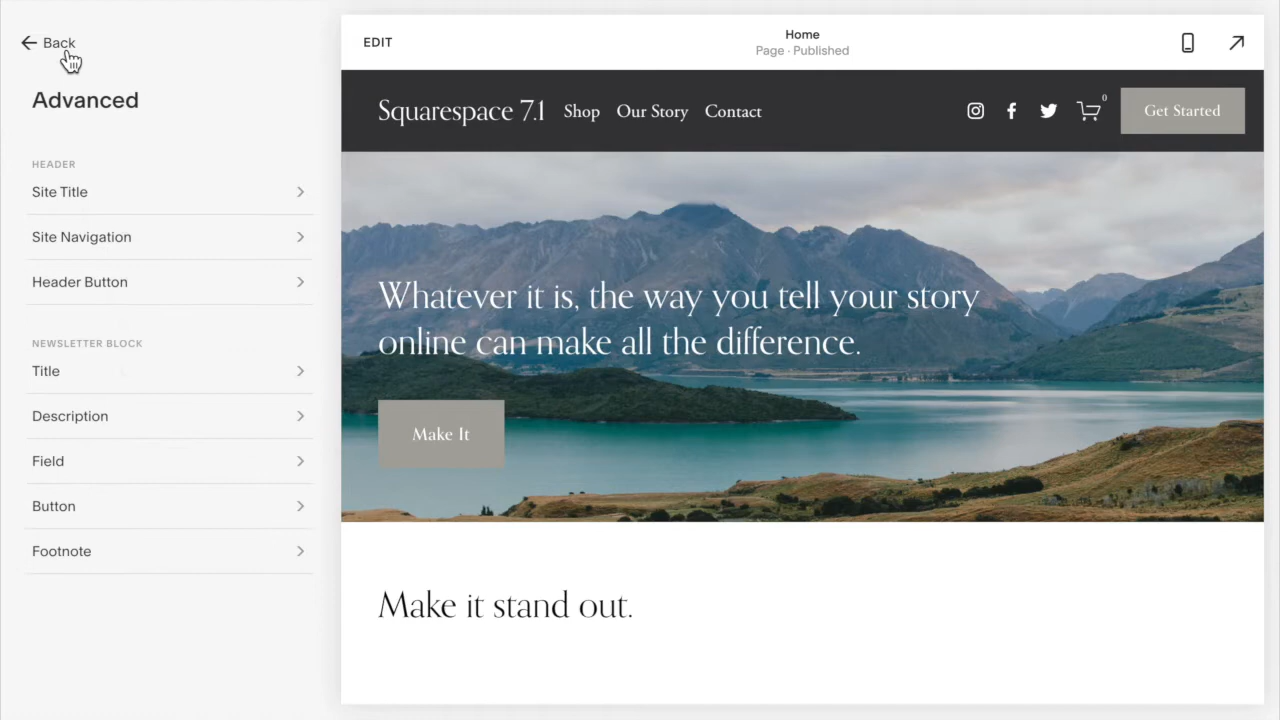 Back
Advanced
HEADER
Site Title
Site Navigation
Header Button
NEWSLETTER BLOCK
Title
Description
Field
Button
Footnote
EDIT
Home
Page · Published
Squarespace 7.1 Shop Our Story Contact 0 Get Started
Whatever it is, the way you tell your story
online can make all the difference.
Make It
Make it stand out.